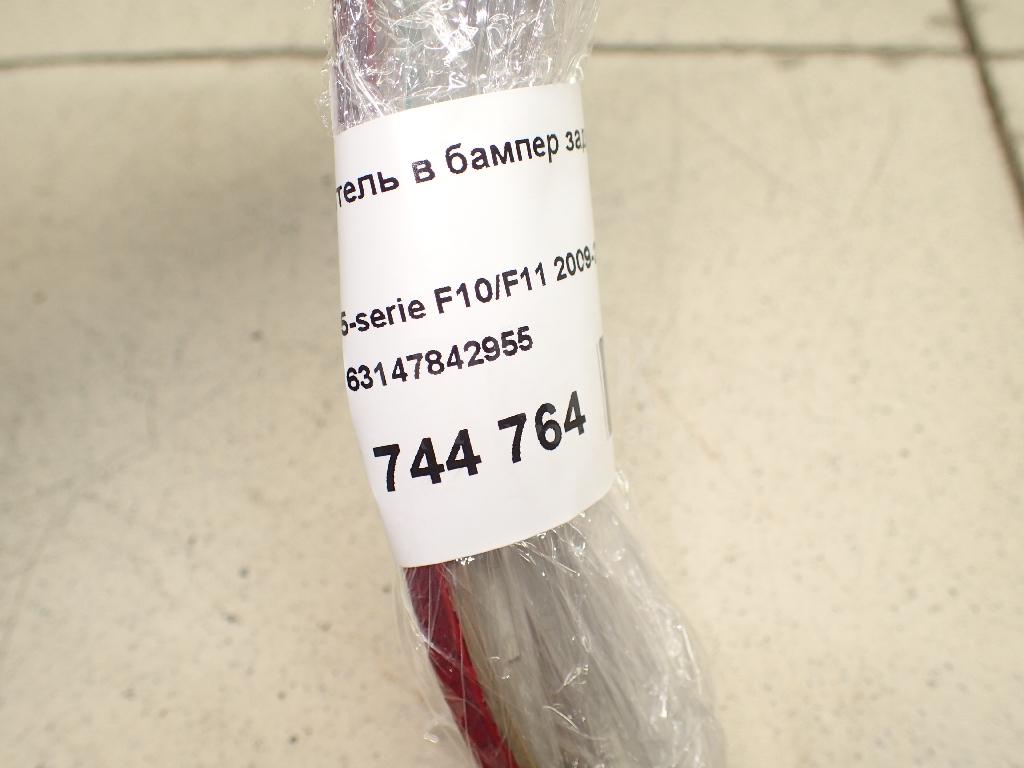 тель в бампер зад
5-serie F10/F11 2009-
63147842955
744 764